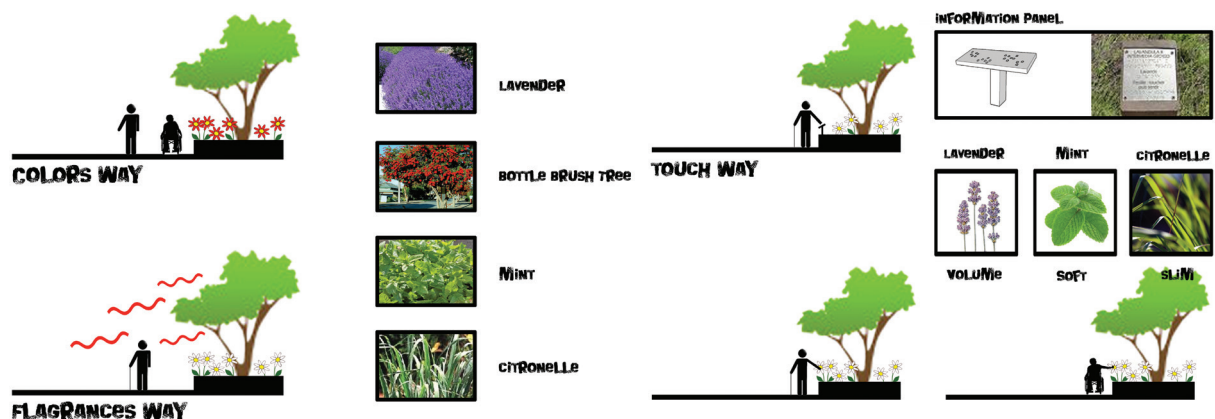 COLORS WAY
FLAGRANCES WAY
LAVENDER
BOTTLE BRUSH TREE
MINT
CITRONELLE
TOUCH WAY
INFORMATION PANEL
LAVENDER
MINT
CITRONELLE
VOLUME
SOFT
SLIM